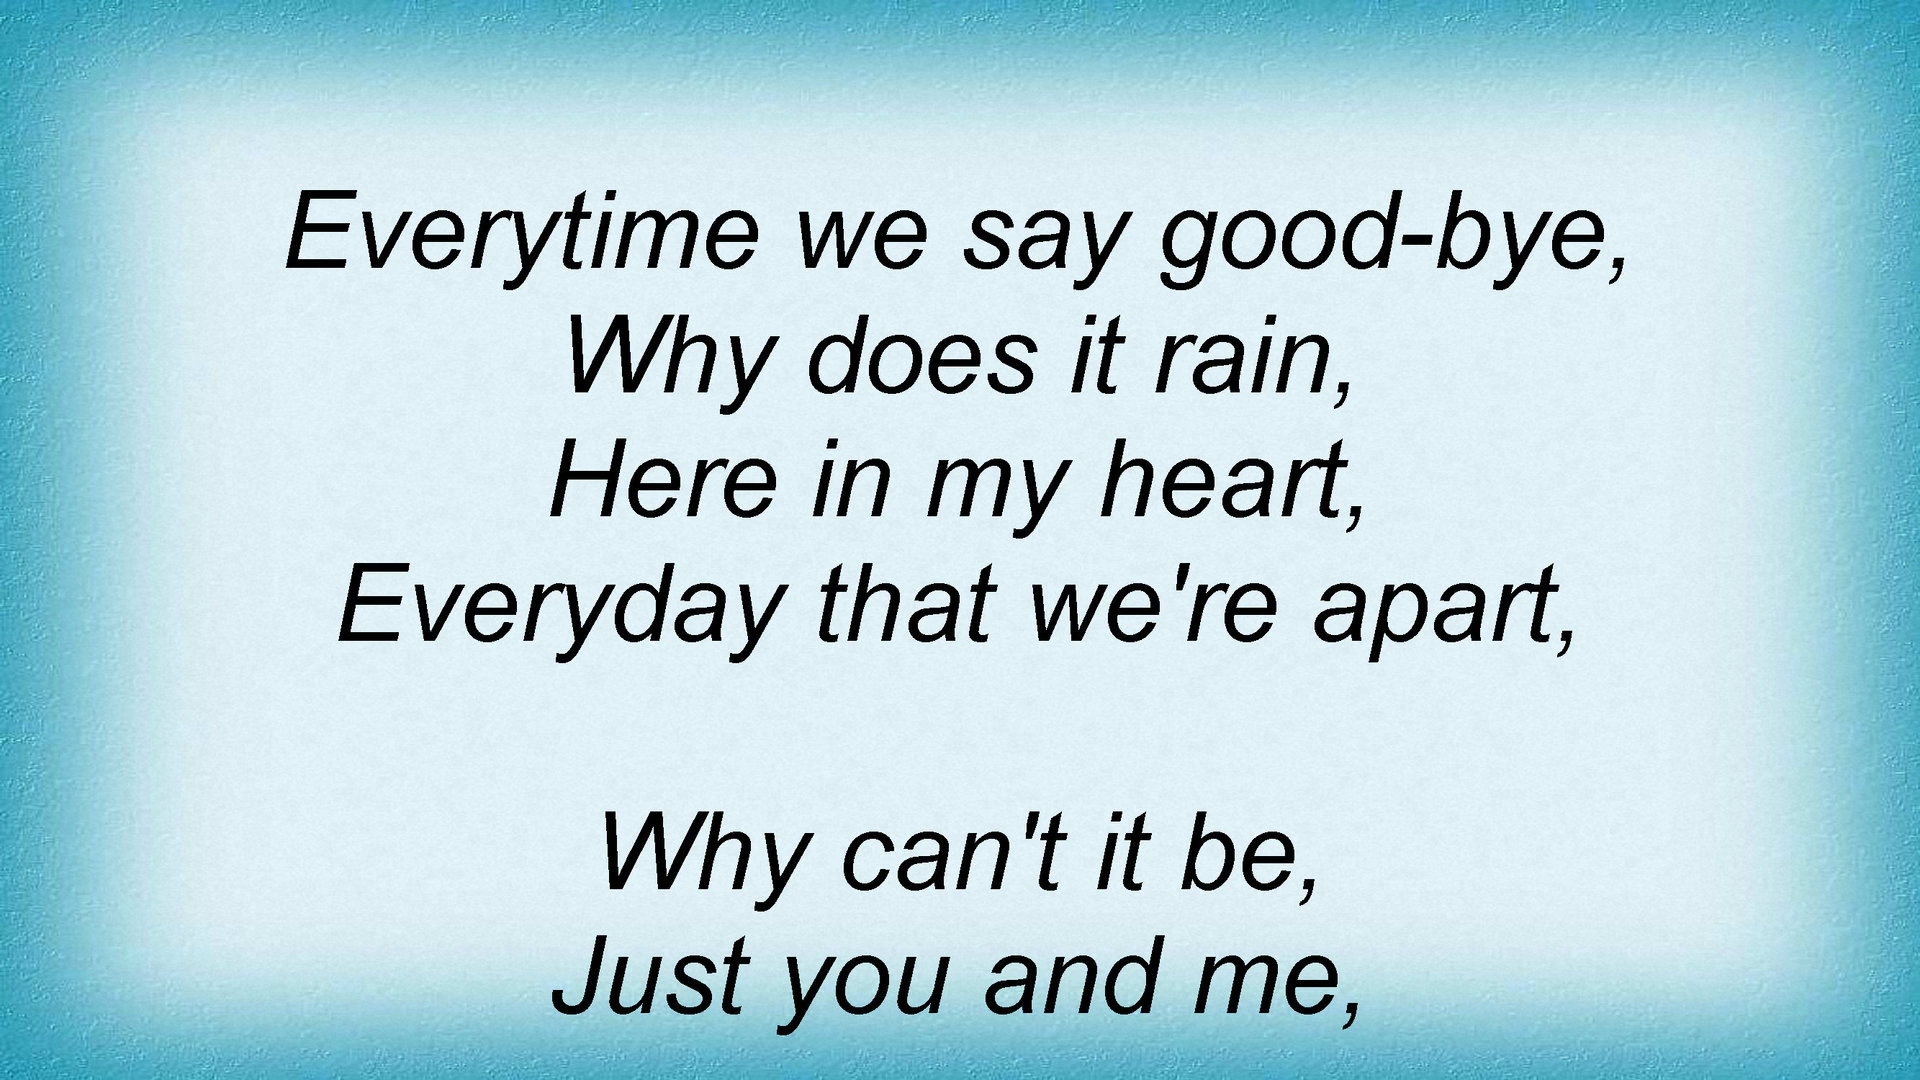 Everytime we say good-bye,
Why does it rain,
Here in my heart,
Everyday that we're apart,
Why can't it be,
Just you and me,